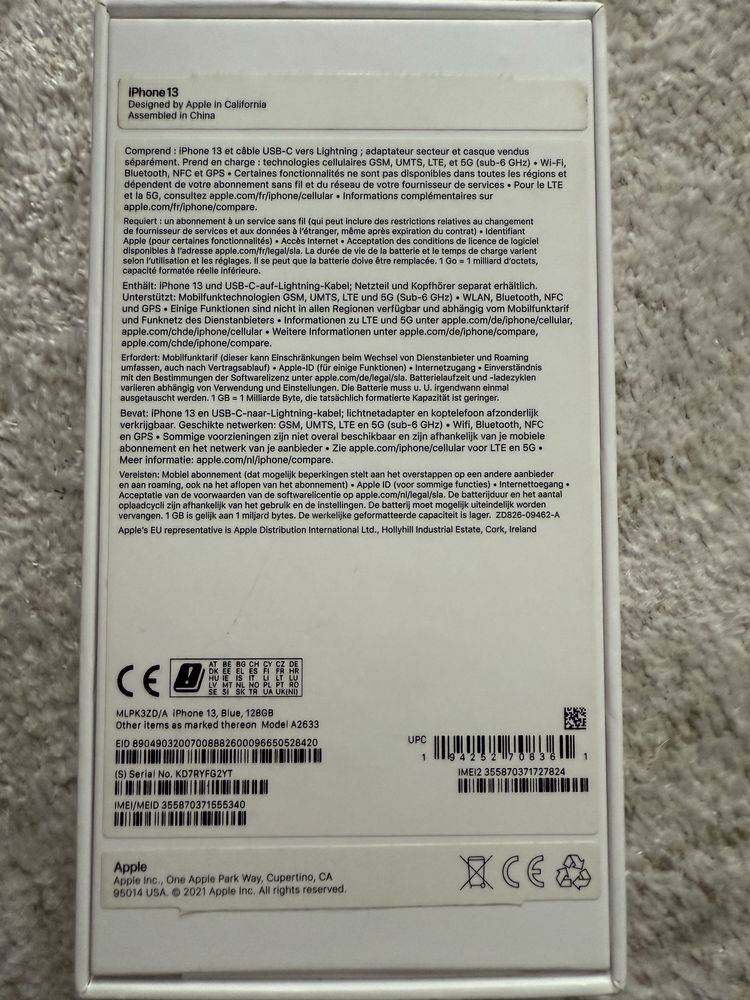 iPhone 13
Designed by Apple in California
Assembled in China
Comprend : iPhone 13 et câble USB-C vers Lightning ; adaptateur secteur et casque vendus
séparément. Prend en charge : technologies cellulaires GSM, UMTS, LTE, et 5G (sub-6 GHz) • Wi-Fi,
Bluetooth, NFC et GPS • Certaines fonctionnalités ne sont pas disponibles dans toutes les régions et
dépendent de votre abonnement sans fil et du réseau de votre fournisseur de services • Pour le LTE
et la 5G, consultez apple.com/fr/iphone/cellular • Informations complémentaires sur
apple.com/fr/iphone/compare.
Requiert : un abonnement à un service sans fil (qui peut inclure des restrictions relatives au changement
de fournisseur de services et aux données à l'étranger, même après expiration du contrat) • Identifiant
Apple (pour certaines fonctionnalités) • Accès Internet • Acceptation des conditions de licence de logiciel
disponibles à l'adresse apple.com/fr/legal/sla. La durée de vie de la batterie et le temps de charge varient
selon l'utilisation et les réglages. Il se peut que la batterie doive être remplacée. 1 Go = 1 milliard d'octets,
capacité formatée réelle inférieure.
Enthält: iPhone 13 und USB-C-auf-Lightning-Kabel; Netzteil und Kopfhörer separat erhältlich.
Unterstützt: Mobilfunktechnologien GSM, UMTS, LTE und 5G (Sub-6 GHz) • WLAN, Bluetooth, NFC
und GPS • Einige Funktionen sind nicht in allen Regionen verfügbar und abhängig vom Mobilfunktarif
und Funknetz des Dienstanbieters • Informationen zu LTE und 5G unter apple.com/de/iphone/cellular,
apple.com/chde/iphone/cellular • Weitere Informationen unter apple.com/de/iphone/compare,
apple.com/chde/iphone/compare.
Erfordert: Mobilfunktarif (dieser kann Einschränkungen beim Wechsel von Dienstanbieter und Roaming
umfassen, auch nach Vertragsablauf) • Apple-ID (für einige Funktionen) • Internetzugang • Einverständnis
mit den Bestimmungen der Softwarelizenz unter apple.com/de/legal/sla. Batterielaufzeit und -ladezyklen
variieren abhängig von Verwendung und Einstellungen. Die Batterie muss u. U. irgendwann einmal
ausgetauscht werden. 1 GB = 1 Milliarde Byte, die tatsächlich formatierte Kapazität ist geringer.
Bevat: iPhone 13 en USB-C-naar-Lightning-kabel; lichtnetadapter en koptelefoon afzonderlijk
verkrijgbaar. Geschikte netwerken: GSM, UMTS, LTE en 5G (sub-6 GHz) • Wifi, Bluetooth, NFC
en GPS • Sommige voorzieningen zijn niet overal beschikbaar en zijn afhankelijk van je mobiele
abonnement en het netwerk van je aanbieder • Zie apple.com/iphone/cellular voor LTE en 5G •
Meer informatie: apple.com/nl/iphone/compare.
Vereisten: Mobiel abonnement (dat mogelijk beperkingen stelt aan het overstappen op een andere aanbieder
en aan roaming, ook na het aflopen van het abonnement) • Apple ID (voor sommige functies) • Internettoegang •
Acceptatie van de voorwaarden van de softwarelicentie op apple.com/nl/legal/sla. De batterijduur en het aantal
oplaadcycli zijn afhankelijk van het gebruik en de instellingen. De batterij moet mogelijk uiteindelijk worden
vervangen. 1 GB is gelijk aan 1 miljard bytes. De werkelijke geformatteerde capaciteit is lager. ZD826-09462-A
Apple's EU representative is Apple Distribution International Ltd., Hollyhill Industrial Estate, Cork, Ireland
CE
AT BE BG CH CY CZ DE
DK EE EL ES FI FR HR
HU IE IS IT LI LT LU
LV MT NL NO PL PT RO
SE SI SK TR UA UK(NI)
MLPK3ZD/A iPhone 13, Blue, 128GB
Other items as marked thereon Model A2633
EID 89049032007008882600096650528420
(S) Serial No. KD7RYFG2YT
IMEI/MEID 355870371555340
UPC
1 94252 70836 1
IMEI2 355870371727824
Apple
Apple Inc., One Apple Park Way, Cupertino, CA
95014 USA. © 2021 Apple Inc. All rights reserved.
CE